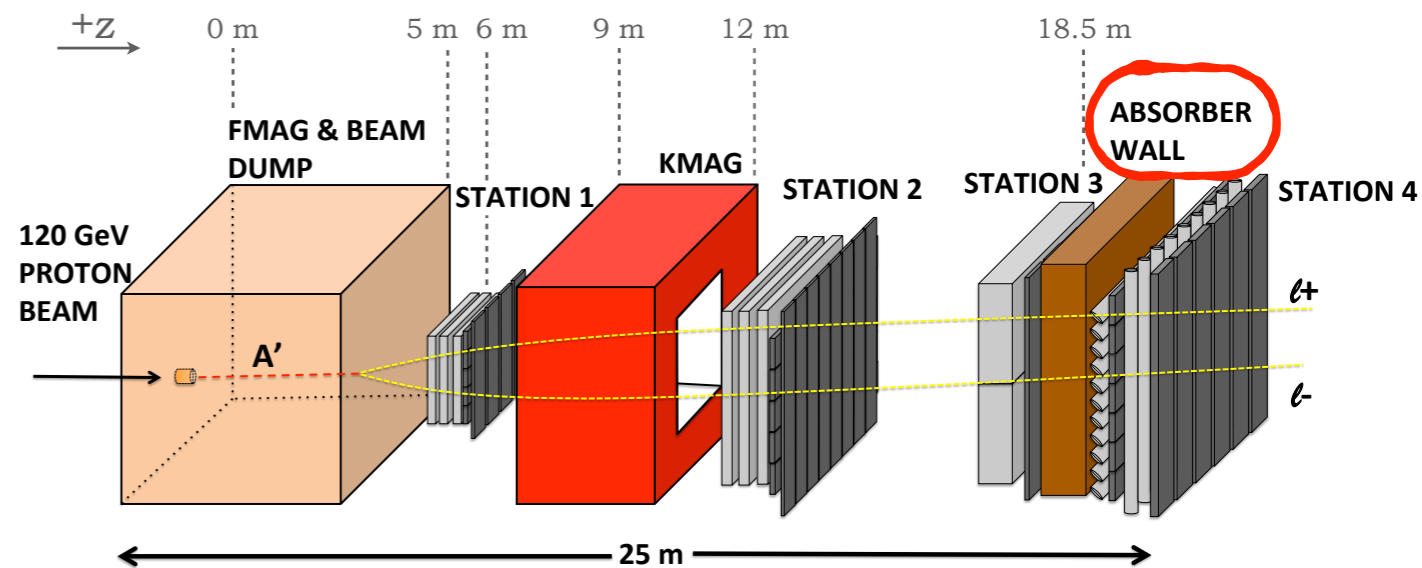 +z
0 m
5 m
6 m
9 m
12 m
18.5 m
FMAG & BEAM
DUMP
STATION 1
KMAG
STATION 2
STATION 3
ABSORBER
WALL
STATION 4
120 GeV
PROTON
BEAM
A’
ℓ+
ℓ-
25 m